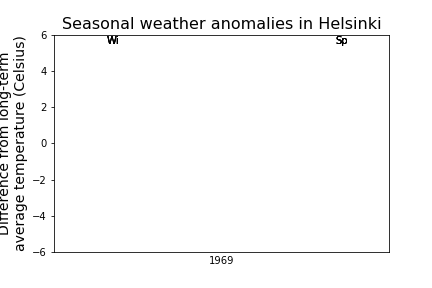 Seasonal weather anomalies in Helsinki
Difference from long-term
average temperature (Celsius)
6
4
2
0
−2
−4
−6
Wi
Sp
1969